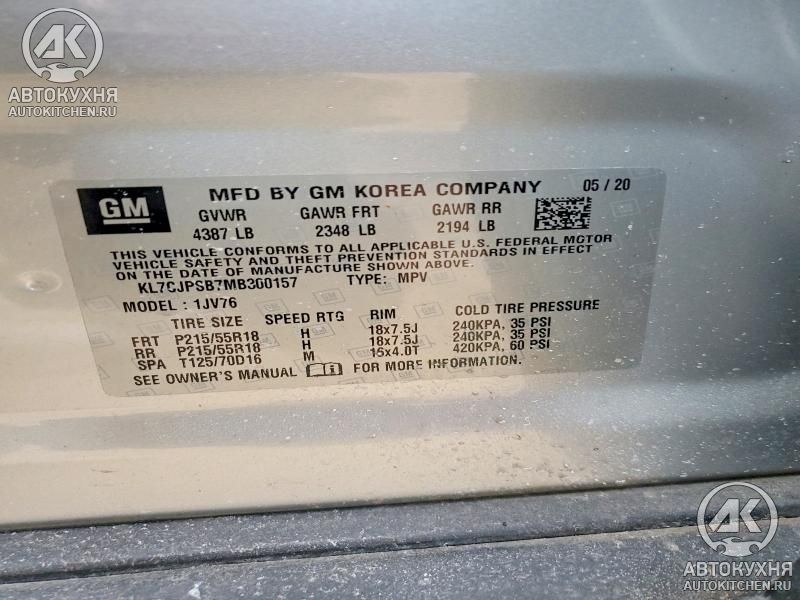 AK
АВТОКУХНЯ
AUTOKITCHEN.RU
GM MFD BY GM KOREA COMPANY 05 / 20
GVWR GAWR FRT GAWR RR
4387 LB 2348 LB 2194 LB
THIS VEHICLE CONFORMS TO ALL APPLICABLE U.S. FEDERAL MOTOR
VEHICLE SAFETY AND THEFT PREVENTION STANDARDS IN EFFECT
ON THE DATE OF MANUFACTURE SHOWN ABOVE.
KL7CJPSB7MB300157 TYPE: MPV
MODEL : 1JV76
TIRE SIZE SPEED RTG RIM COLD TIRE PRESSURE
FRT P215/55R18 H 18x7.5J 240KPA, 35 PSI
RR P215/55R18 H 18x7.5J 240KPA, 35 PSI
SPA T125/70D16 M 16x4.0T 420KPA, 60 PSI
SEE OWNER'S MANUAL FOR MORE INFORMATION.
AK
АВТОКУХНЯ
AUTOKITCHEN.RU